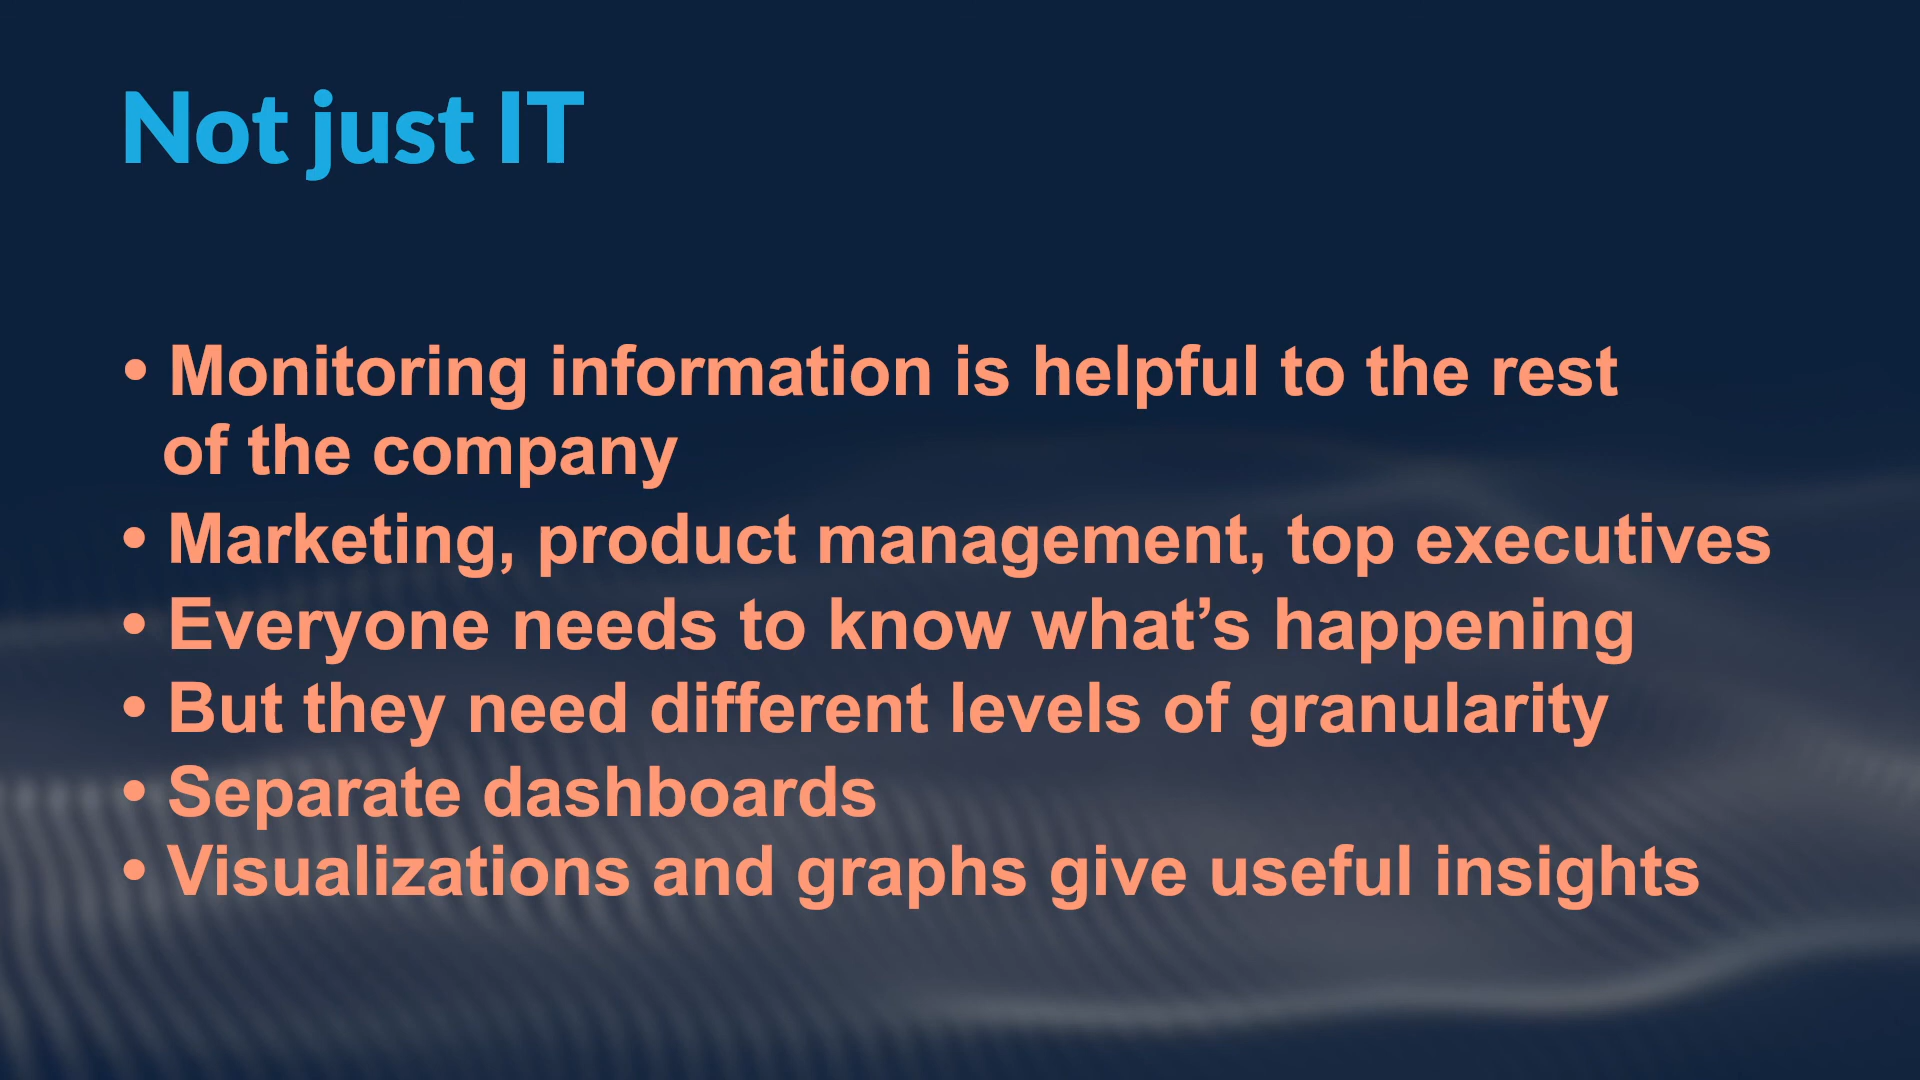 Not just IT
• Monitoring information is helpful to the rest
of the company
• Marketing, product management, top executives
• Everyone needs to know what’s happening
• But they need different levels of granularity
• Separate dashboards
• Visualizations and graphs give useful insights